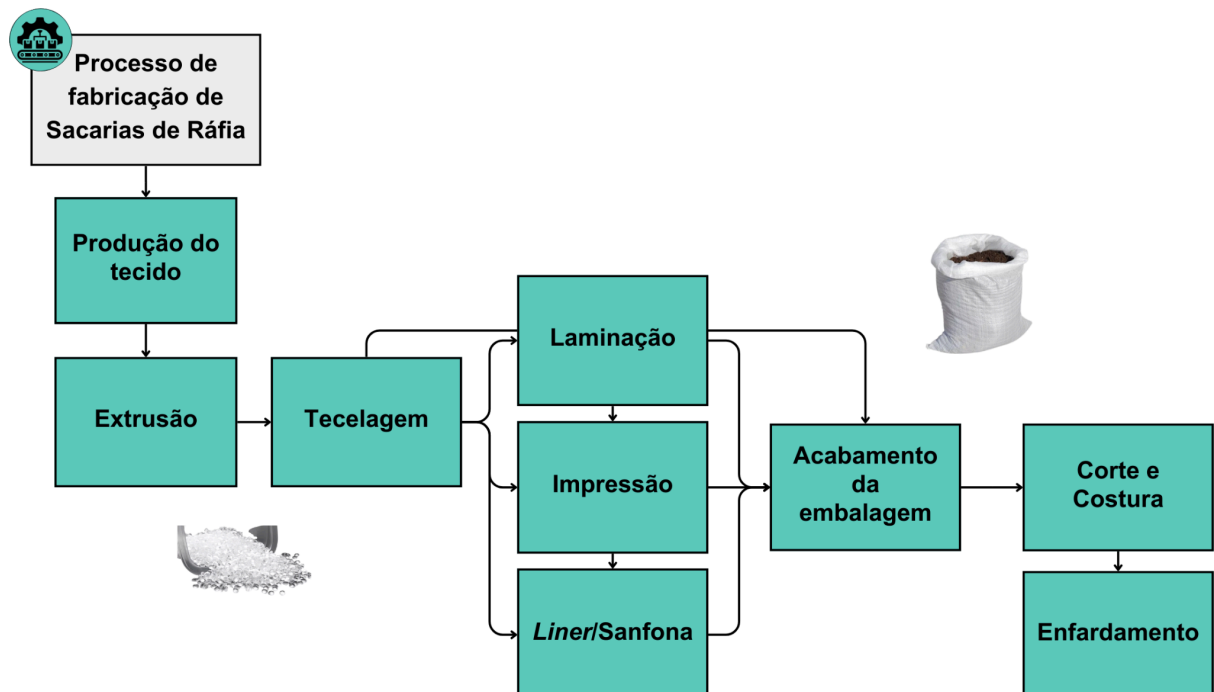 Processo de
fabricação de
Sacarias de Ráfia
Produção do
tecido
Extrusão
Tecelagem
Laminação
Impressão
Liner/Sanfona
Acabamento
da
embalagem
Corte e
Costura
Enfardamento